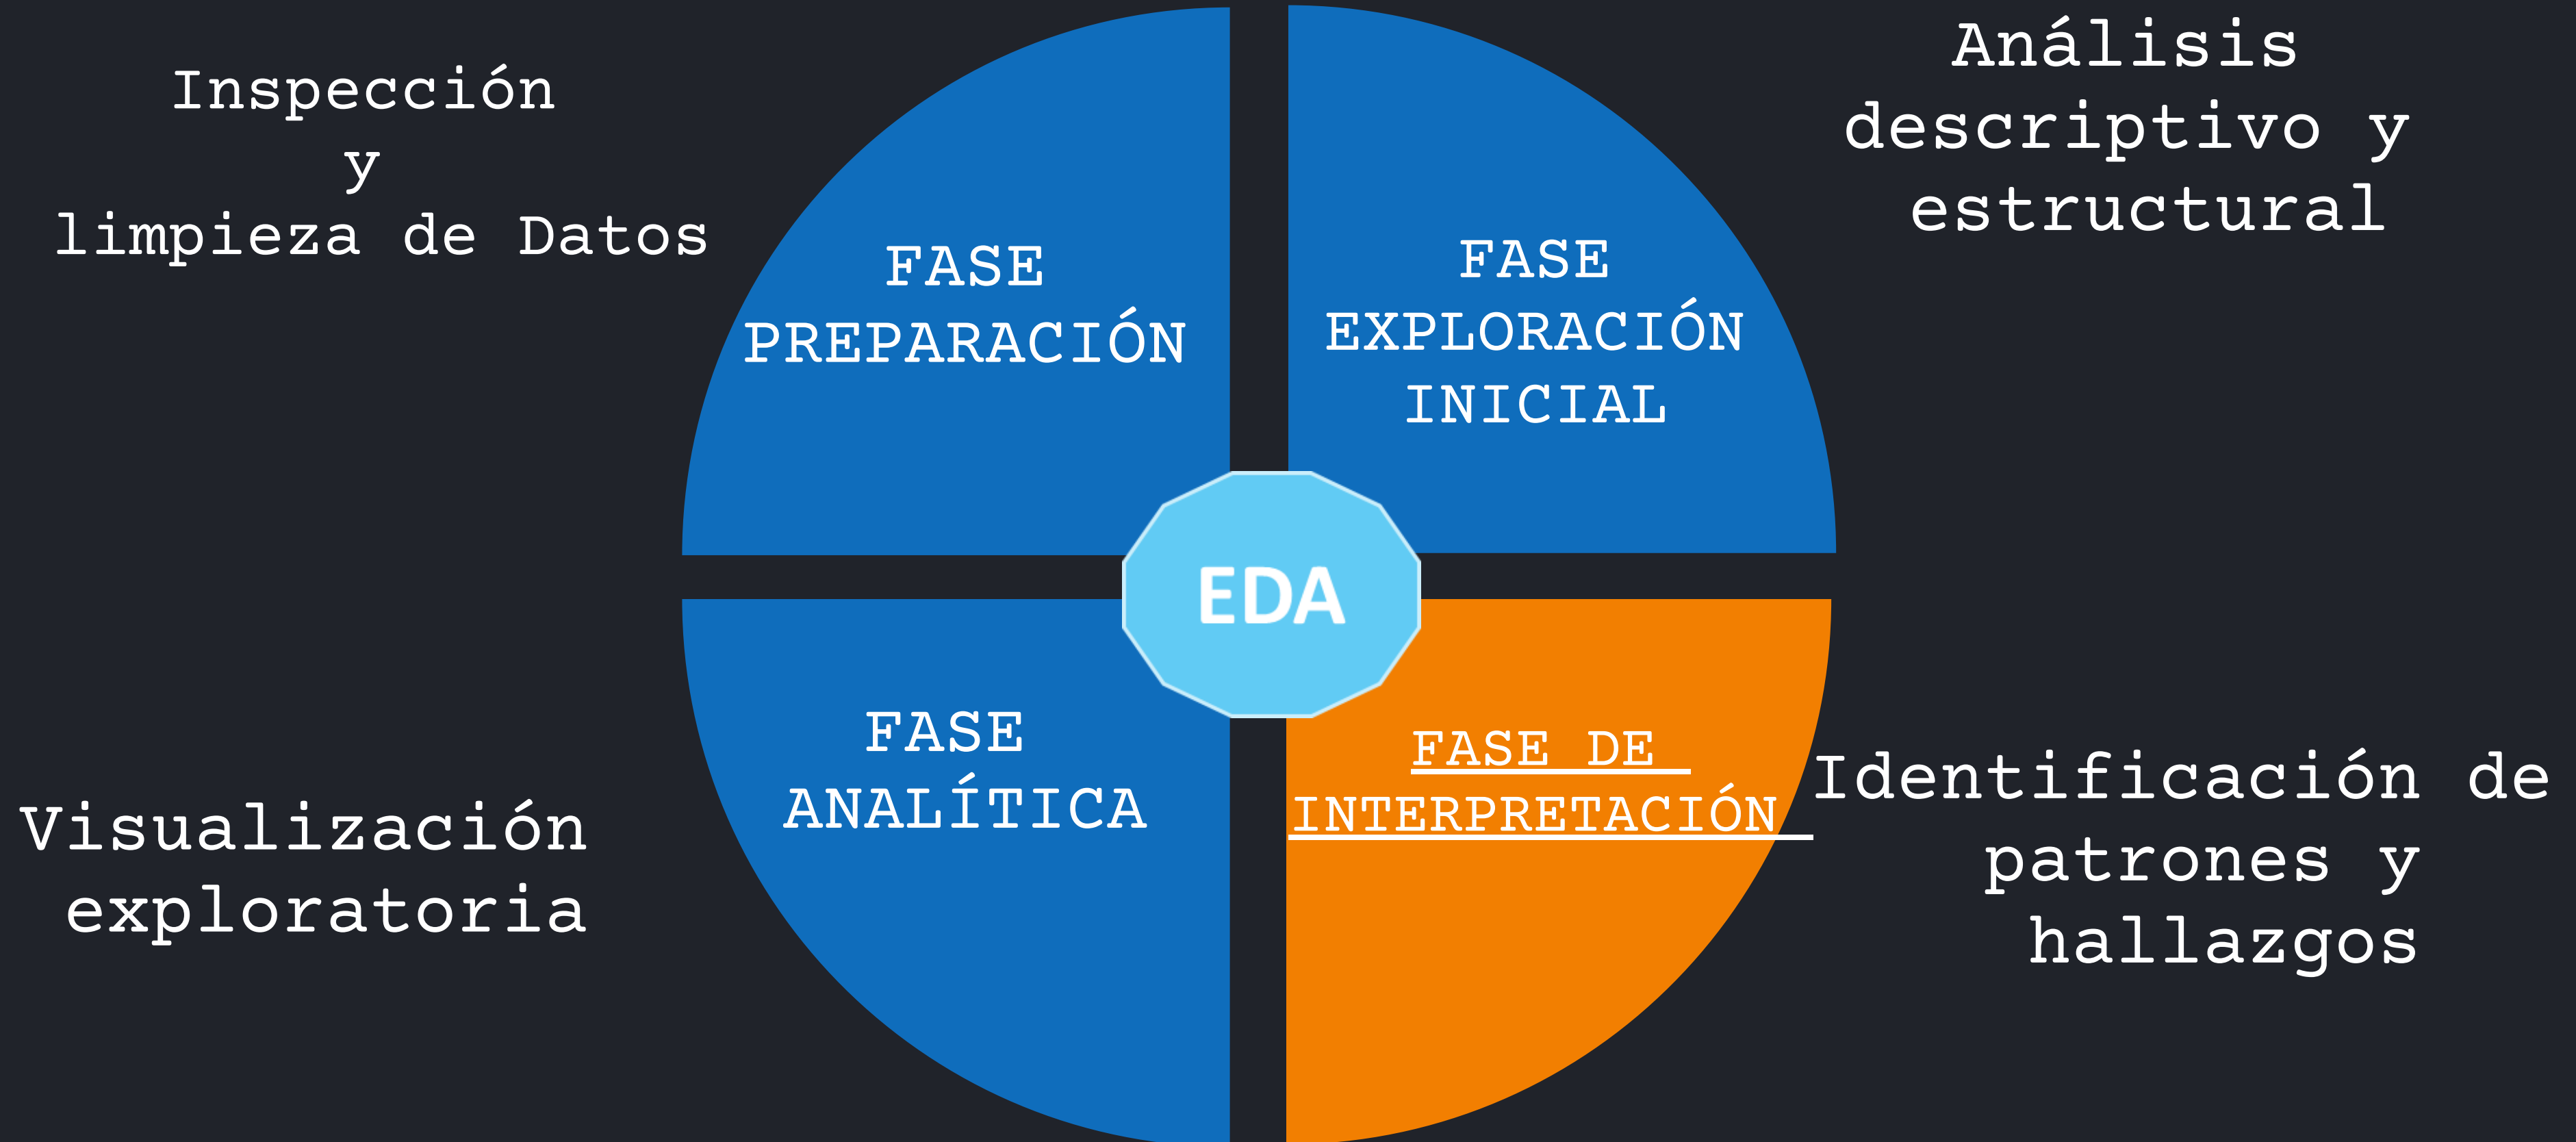 Inspección
y
limpieza de Datos
FASE
PREPARACIÓN
FASE
EXPLORACIÓN
INICIAL
Análisis
descriptivo y
estructural
EDA
Visualización
exploratoria
FASE
ANALÍTICA
FASE DE
INTERPRETACIÓN
Identificación de
patrones y
hallazgos